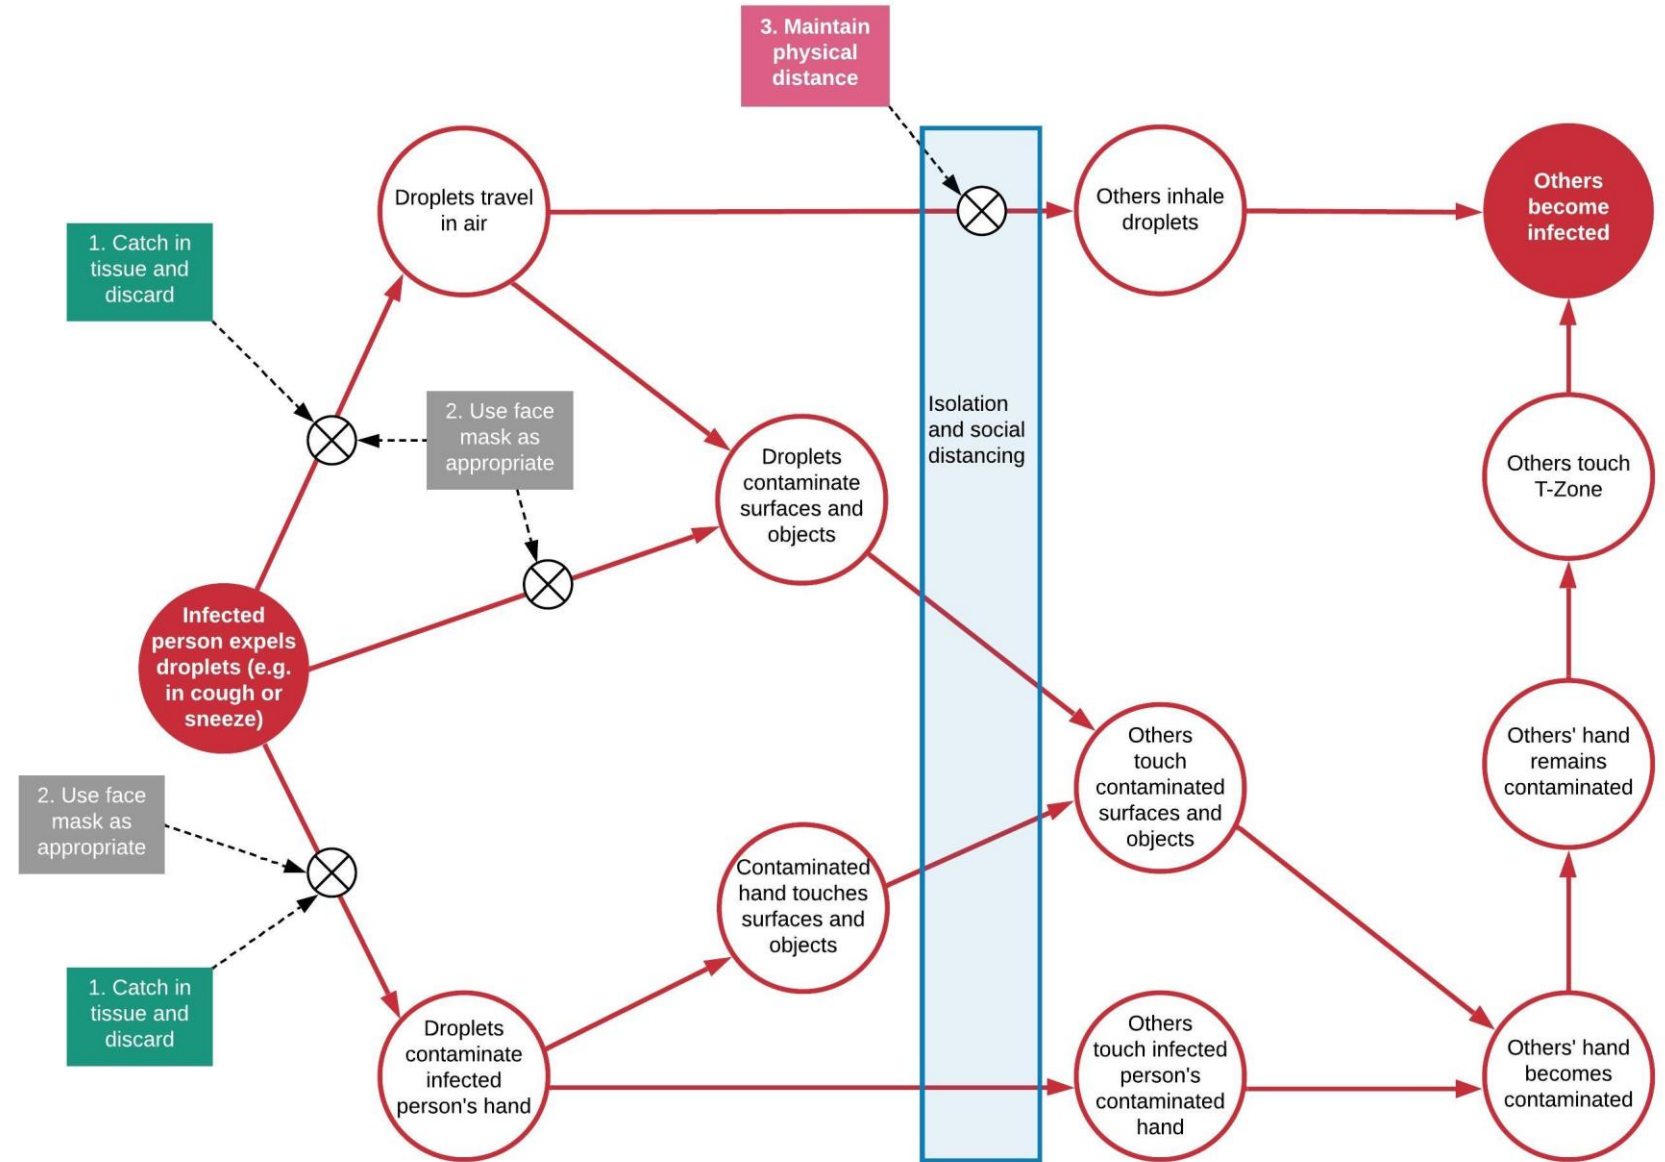 3. Maintain
physical
distance
Droplets travel
in air
Others inhale
droplets
Others
become
infected
1. Catch in
tissue and
discard
2. Use face
mask as
appropriate
Isolation
and social
distancing
Droplets
contaminate
surfaces and
objects
Others touch
T-Zone
Infected
person expels
droplets (e.g.
in cough or
sneeze)
Others
touch
contaminated
surfaces and
objects
Others' hand
remains
contaminated
2. Use face
mask as
appropriate
Contaminated
hand touches
surfaces and
objects
1. Catch in
tissue and
discard
Droplets
contaminate
infected
person's hand
Others
touch infected
person's
contaminated
hand
Others' hand
becomes
contaminated